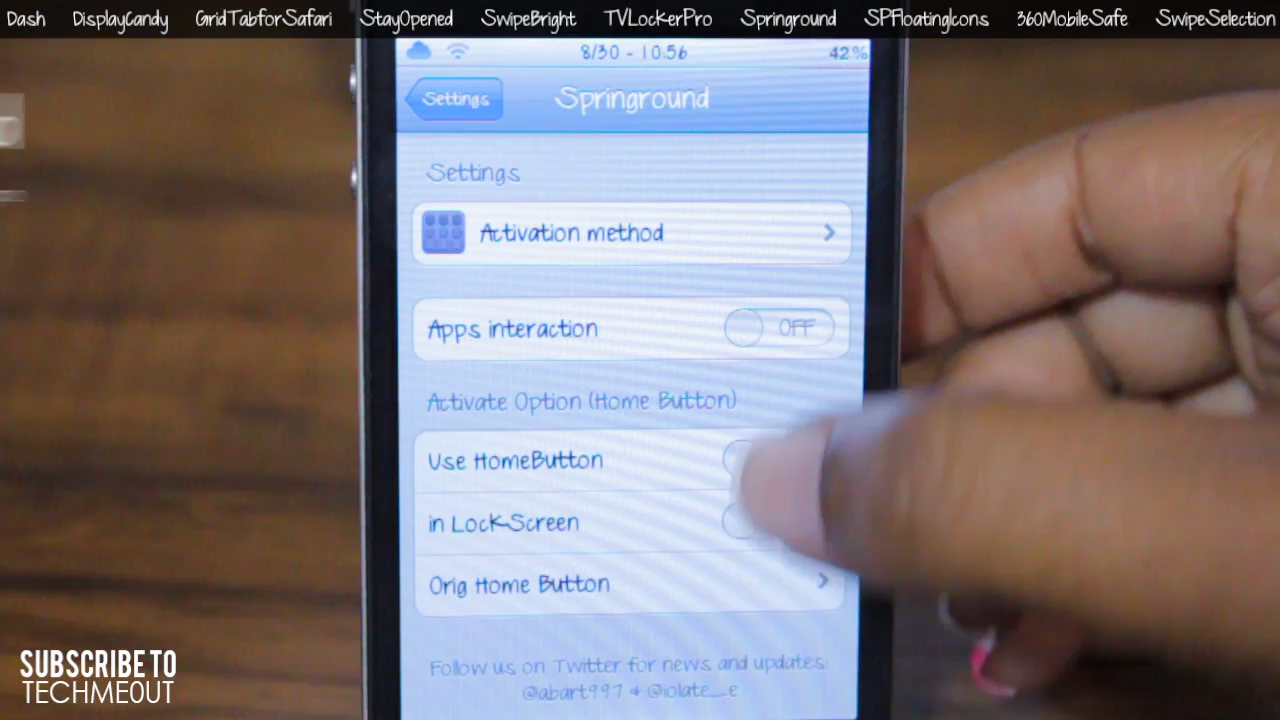 Dash DisplayCandy GridTabforSafari StayOpened SwipeBright TVLockerPro Springround SPFloatingIcons 360MobileSafe SwipeSelection
8/30 - 10:56 42%
Settings Springround
Settings
Activation method
Apps interaction OFF
Activate Option (Home Button)
Use HomeButton
in LockScreen
Orig Home Button
Follow us on Twitter for news and updates:
@abart997 & @iolate_e
SUBSCRIBE TO
TECHMEOUT